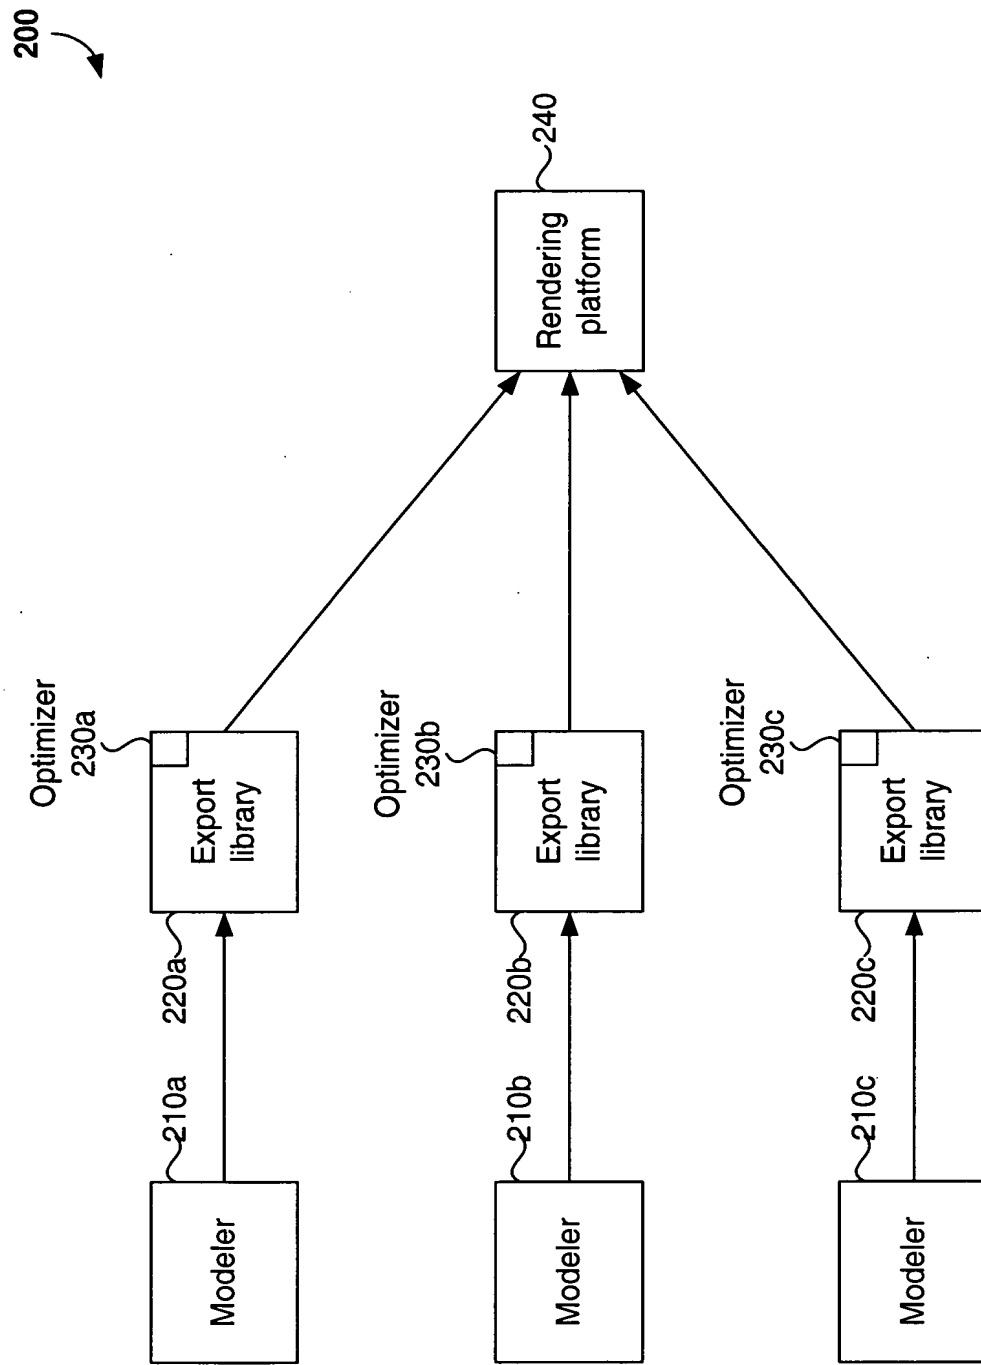 200
Modeler
210a
220a
Export
library
Optimizer
230a
Modeler
210b
220b
Export
library
Optimizer
230b
Rendering
platform
240
Modeler
210c
220c
Export
library
Optimizer
230c